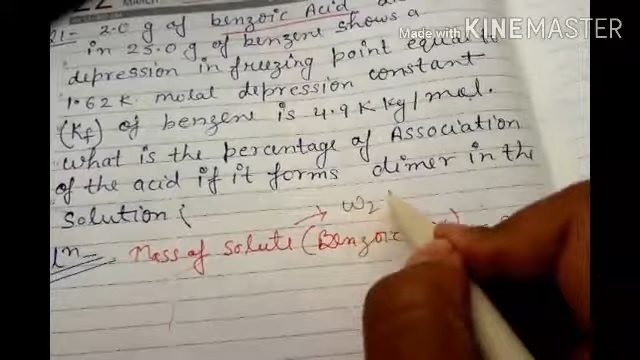 21- 2.0 g of benzoic Acid
in 25.0 g of benzene shows a
depression in freezing point equal to
1.62 K molal depression constant
(Kf) of benzene is 4.9 K kg/mol.
What is the percentage of Association
of the acid if it forms dimer in the
Solution {
W2
Mass of Solute (Benzoic
Made with KINEMASTER